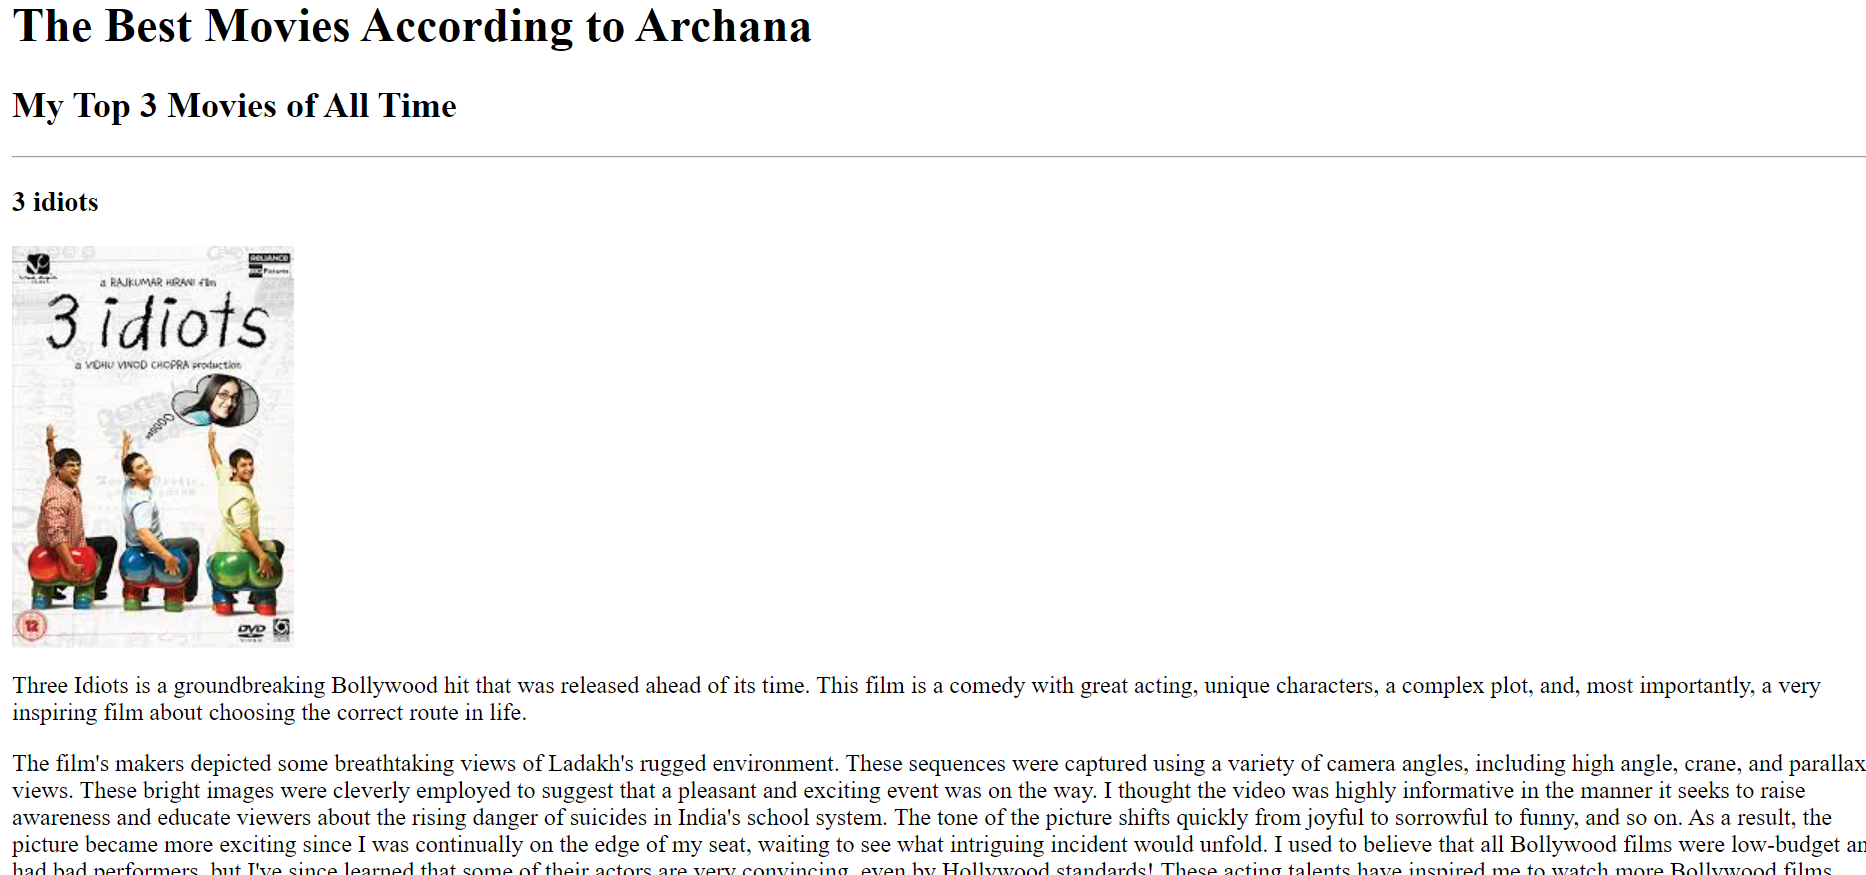 The Best Movies According to Archana
My Top 3 Movies of All Time
3 idiots
RELIANCE
BIG Pictures
a RAJKUMAR HIRANI film
3 idiots
a VIDHU VINOD CHOPRA production
12
DVD
VIDEO
Three Idiots is a groundbreaking Bollywood hit that was released ahead of its time. This film is a comedy with great acting, unique characters, a complex plot, and, most importantly, a very
inspiring film about choosing the correct route in life.
The film's makers depicted some breathtaking views of Ladakh's rugged environment. These sequences were captured using a variety of camera angles, including high angle, crane, and parallax
views. These bright images were cleverly employed to suggest that a pleasant and exciting event was on the way. I thought the video was highly informative in the manner it seeks to raise
awareness and educate viewers about the rising danger of suicides in India's school system. The tone of the picture shifts quickly from joyful to sorrowful to funny, and so on. As a result, the
picture became more exciting since I was continually on the edge of my seat, waiting to see what intriguing incident would unfold. I used to believe that all Bollywood films were low-budget an
had bad performers, but I've since learned that some of their actors are very convincing, even by Hollywood standards! These acting talents have inspired me to watch more Bollywood films